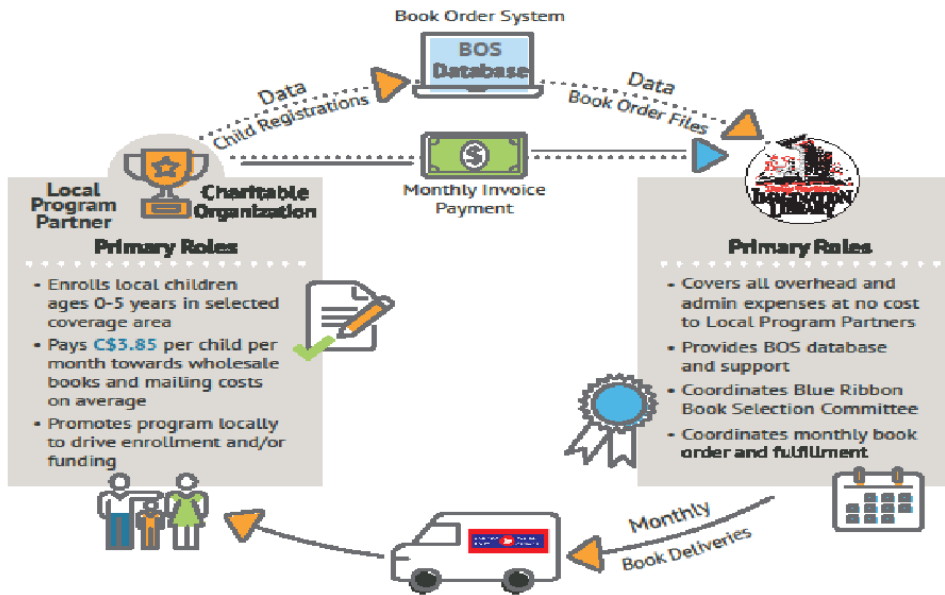 Book Order System
BOS
Database
Data
Child Registrations
Data
Book Order Files
$
Monthly Invoice
Payment
Local
Program
Partner
Charitable
Organization
Primary Roles
• Enrolls local children
ages 0-5 years in selected
coverage area
• Pays C$3.85 per child per
month towards wholesale
books and mailing costs
on average
• Promotes program locally
to drive enrollment and/or
funding
IMAGINATION
LIBRARY
Primary Roles
• Covers all overhead and
admin expenses at no cost
to Local Program Partners
• Provides BOS database
and support
• Coordinates Blue Ribbon
Book Selection Committee
• Coordinates monthly book
order and fulfillment
Monthly
Book Deliveries